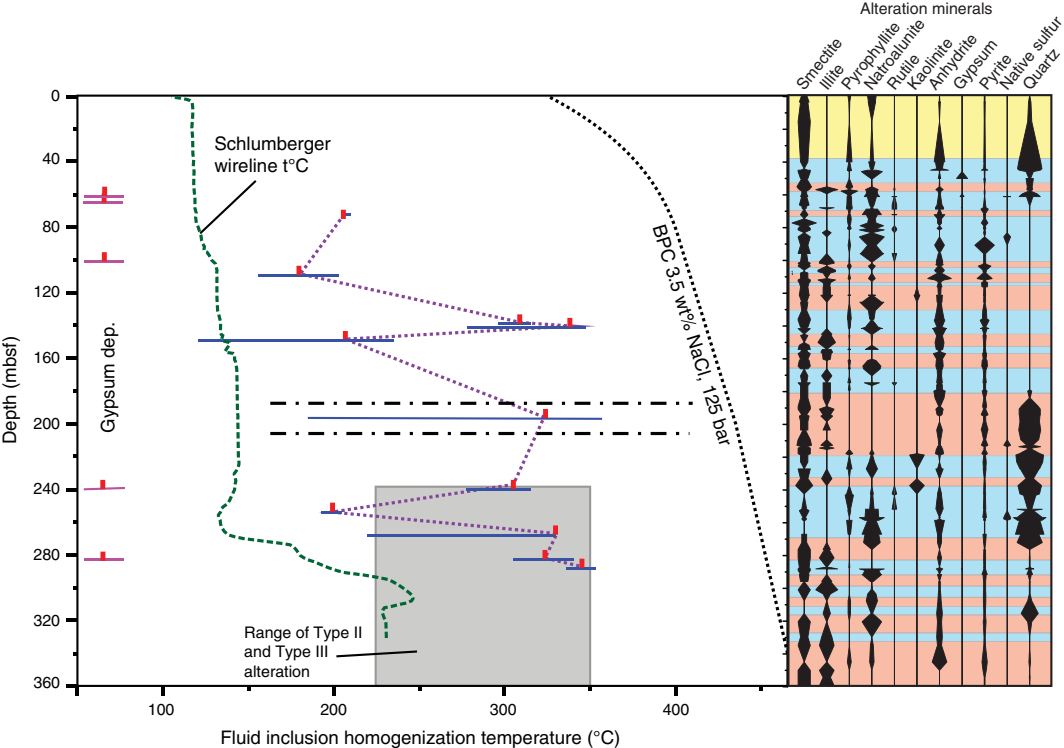 Alteration minerals
Smectite
Illite
Pyrophyllite
Natroalunite
Rutile
Kaolinite
Anhydrite
Gypsum
Pyrite
Native sulfur
Quartz
0
40
80
120
160
200
240
280
320
360
Depth (mbsf)
Schlumberger
wireline t°C
Gypsum dep.
BPC 3.5 wt% NaCl, 125 bar
Range of Type II
and Type III
alteration
100
200
300
400
Fluid inclusion homogenization temperature (°C)